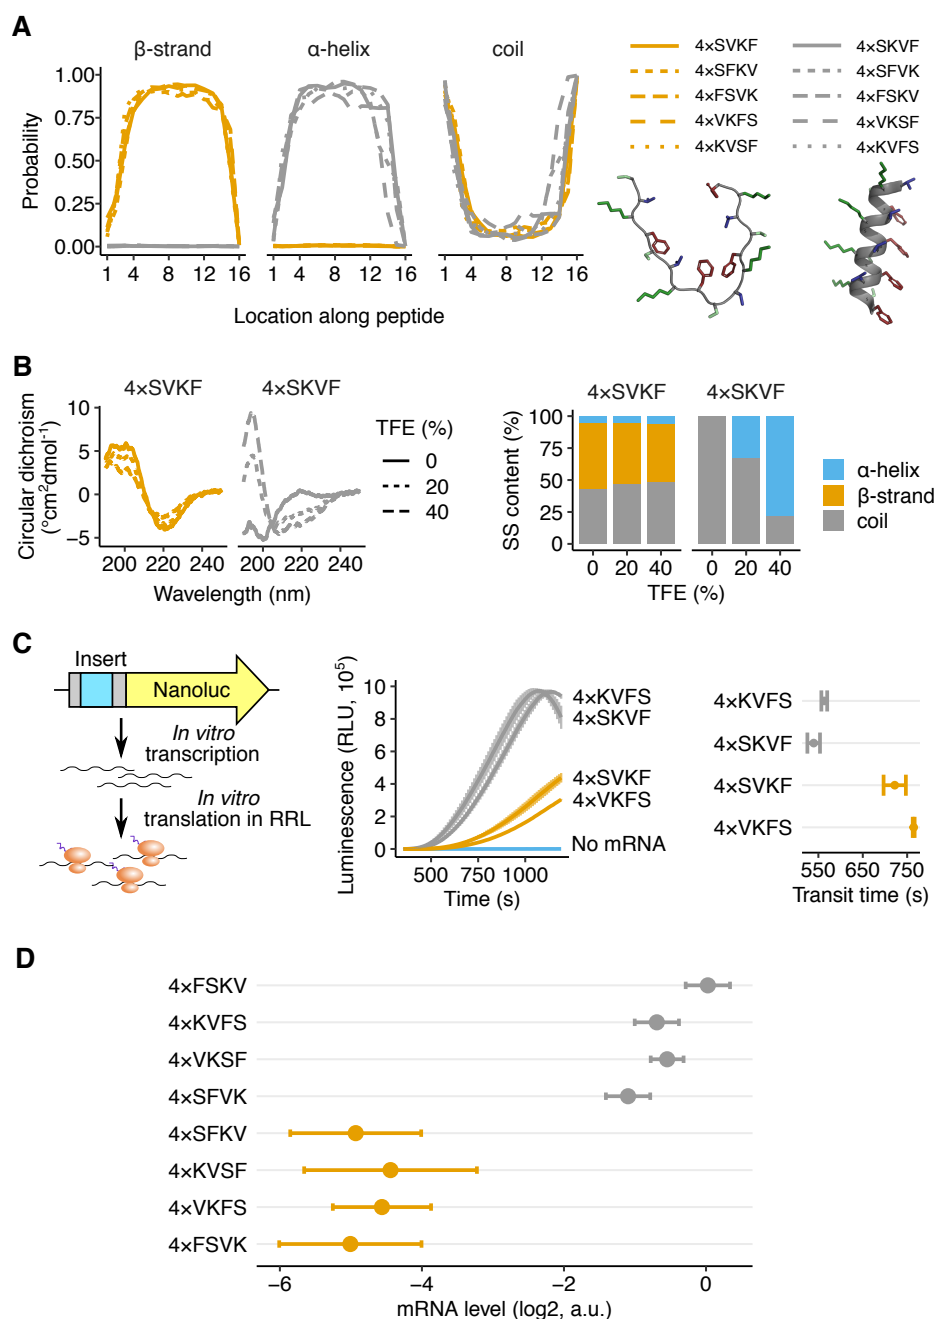 A
β-strand
α-helix
coil
Probability
1.00
0.75
0.50
0.25
0.00
1 4 8 12 16
1 4 8 12 16
1 4 8 12 16
Location along peptide
4×SVKF
4×SFKV
4×FSVK
4×VKFS
4×KVSF
4×SKVF
4×SFVK
4×FSKV
4×VKSF
4×KVFS
B
4×SVKF
4×SKVF
Circular dichroism
(°cm2dmol-1)
10
5
0
−5
200 220 240
200 220 240
Wavelength (nm)
TFE (%)
0
20
40
4×SVKF
4×SKVF
SS content (%)
100
75
50
25
0
0 20 40
0 20 40
TFE (%)
α-helix
β-strand
coil
C
Insert
Nanoluc
In vitro
transcription
In vitro
translation in RRL
Luminescence (RLU, 10^5)
10
8
6
4
2
0
500 750 1000
Time (s)
4×KVFS
4×SKVF
4×SVKF
4×VKFS
No mRNA
4×KVFS
4×SKVF
4×SVKF
4×VKFS
550 650 750
Transit time (s)
D
4×FSKV
4×KVFS
4×VKSF
4×SFVK
4×SFKV
4×KVSF
4×VKFS
4×FSVK
−6 −4 −2 0
mRNA level (log2, a.u.)